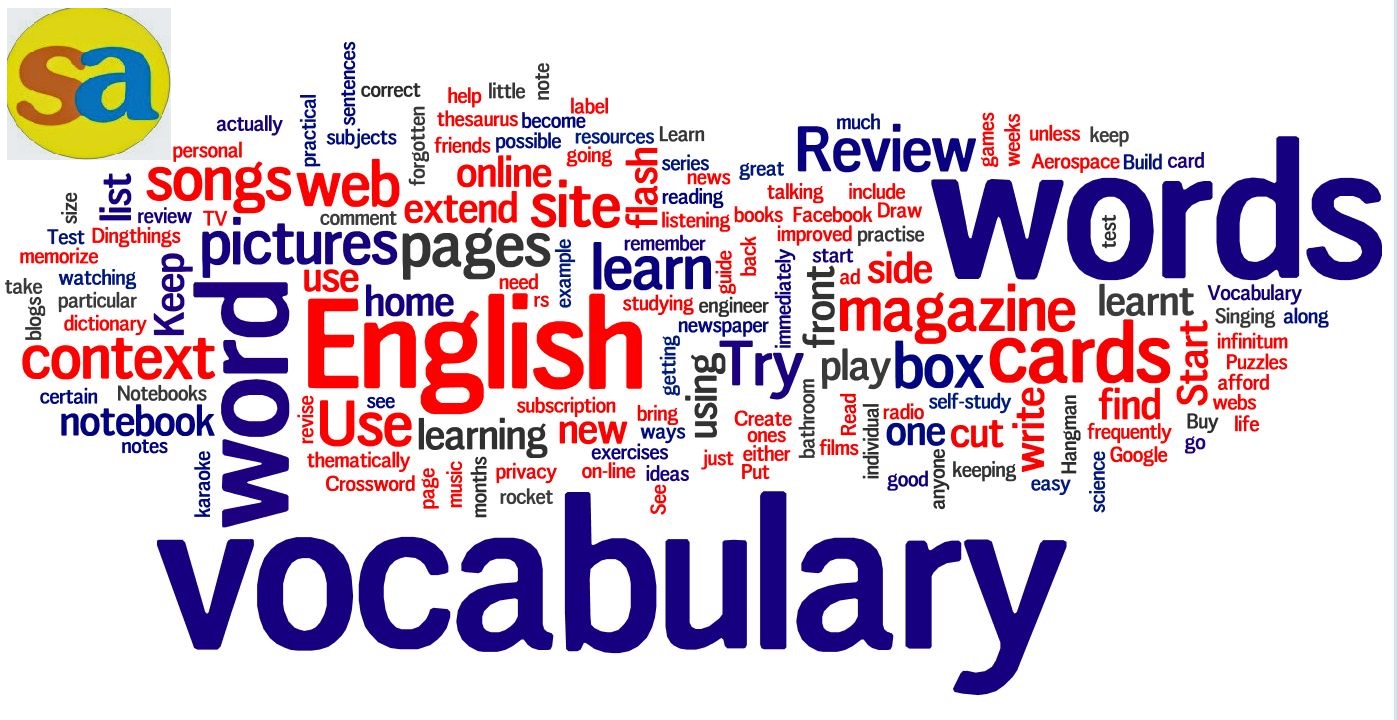 sa
sentences
correct
help
little
note
label
actually
practical
subjects
forgotten
thesaurus
become
friends
possible
resources
Learn
going
personal
songs
web
online
flash
series
news
great
much
Review
games
weeks
unless
keep
Aerospace
Build
card
words
test
size
list
review
TV
comment
extend
site
reading
listening
talking
include
books
Facebook
Draw
Test
Dingthings
memorize
pictures
pages
example
learn
remember
guide
back
improved
practise
immediately
start
ad
side
front
watching
take
blogs
particular
dictionary
Keep
word
use
home
need
rs
studying
engineer
newspaper
magazine
learnt
Vocabulary
Singing
along
context
English
getting
using
Try
play
box
cards
Start
infinitum
Puzzles
afford
webs
life
certain
Notebooks
notebook
notes
revise
see
Use
learning
subscription
new
bring
ways
Create
ones
either
Put
just
bathroom
Read
films
individual
radio
self-study
one
cut
write
Hangman
find
frequently
Google
Buy
go
karaoke
thematically
Crossword
page
music
months
privacy
rocket
exercises
on-line
ideas
See
good
anyone
keeping
easy
science
vocabulary